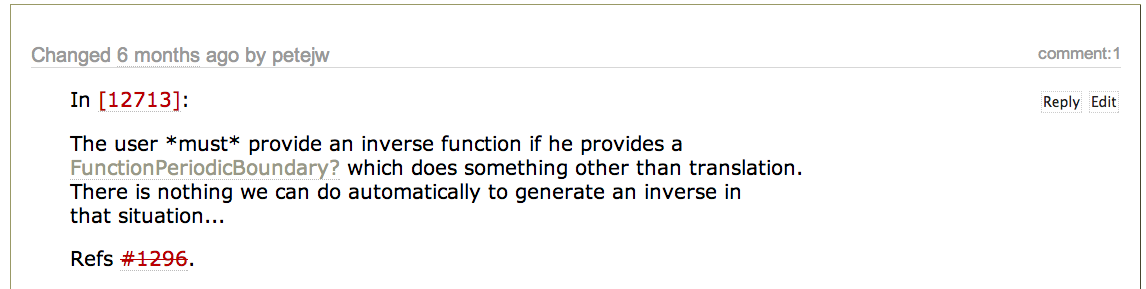 Changed 6 months ago by petejw
comment:1
In [12713]:
Reply Edit
The user *must* provide an inverse function if he provides a
FunctionPeriodicBoundary? which does something other than translation.
There is nothing we can do automatically to generate an inverse in
that situation...
Refs #1296.